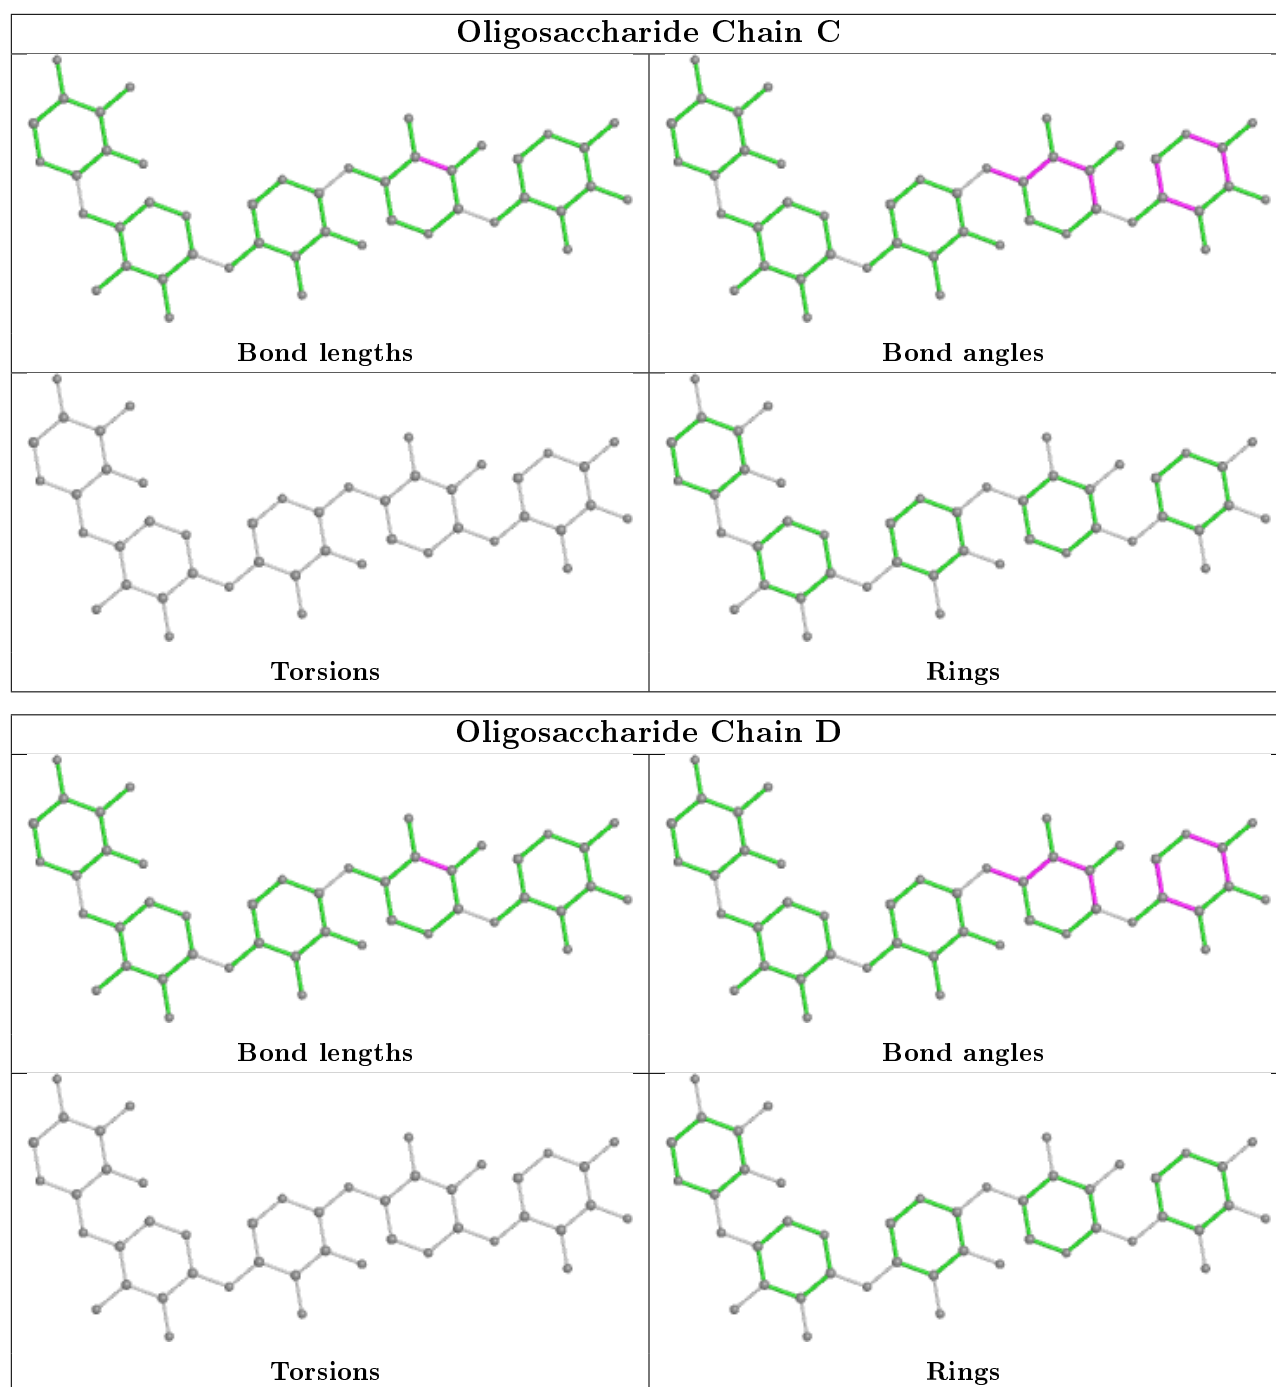 Oligosaccharide Chain C
Bond lengths
Bond angles
Torsions
Rings
Oligosaccharide Chain D
Bond lengths
Bond angles
Torsions
Rings